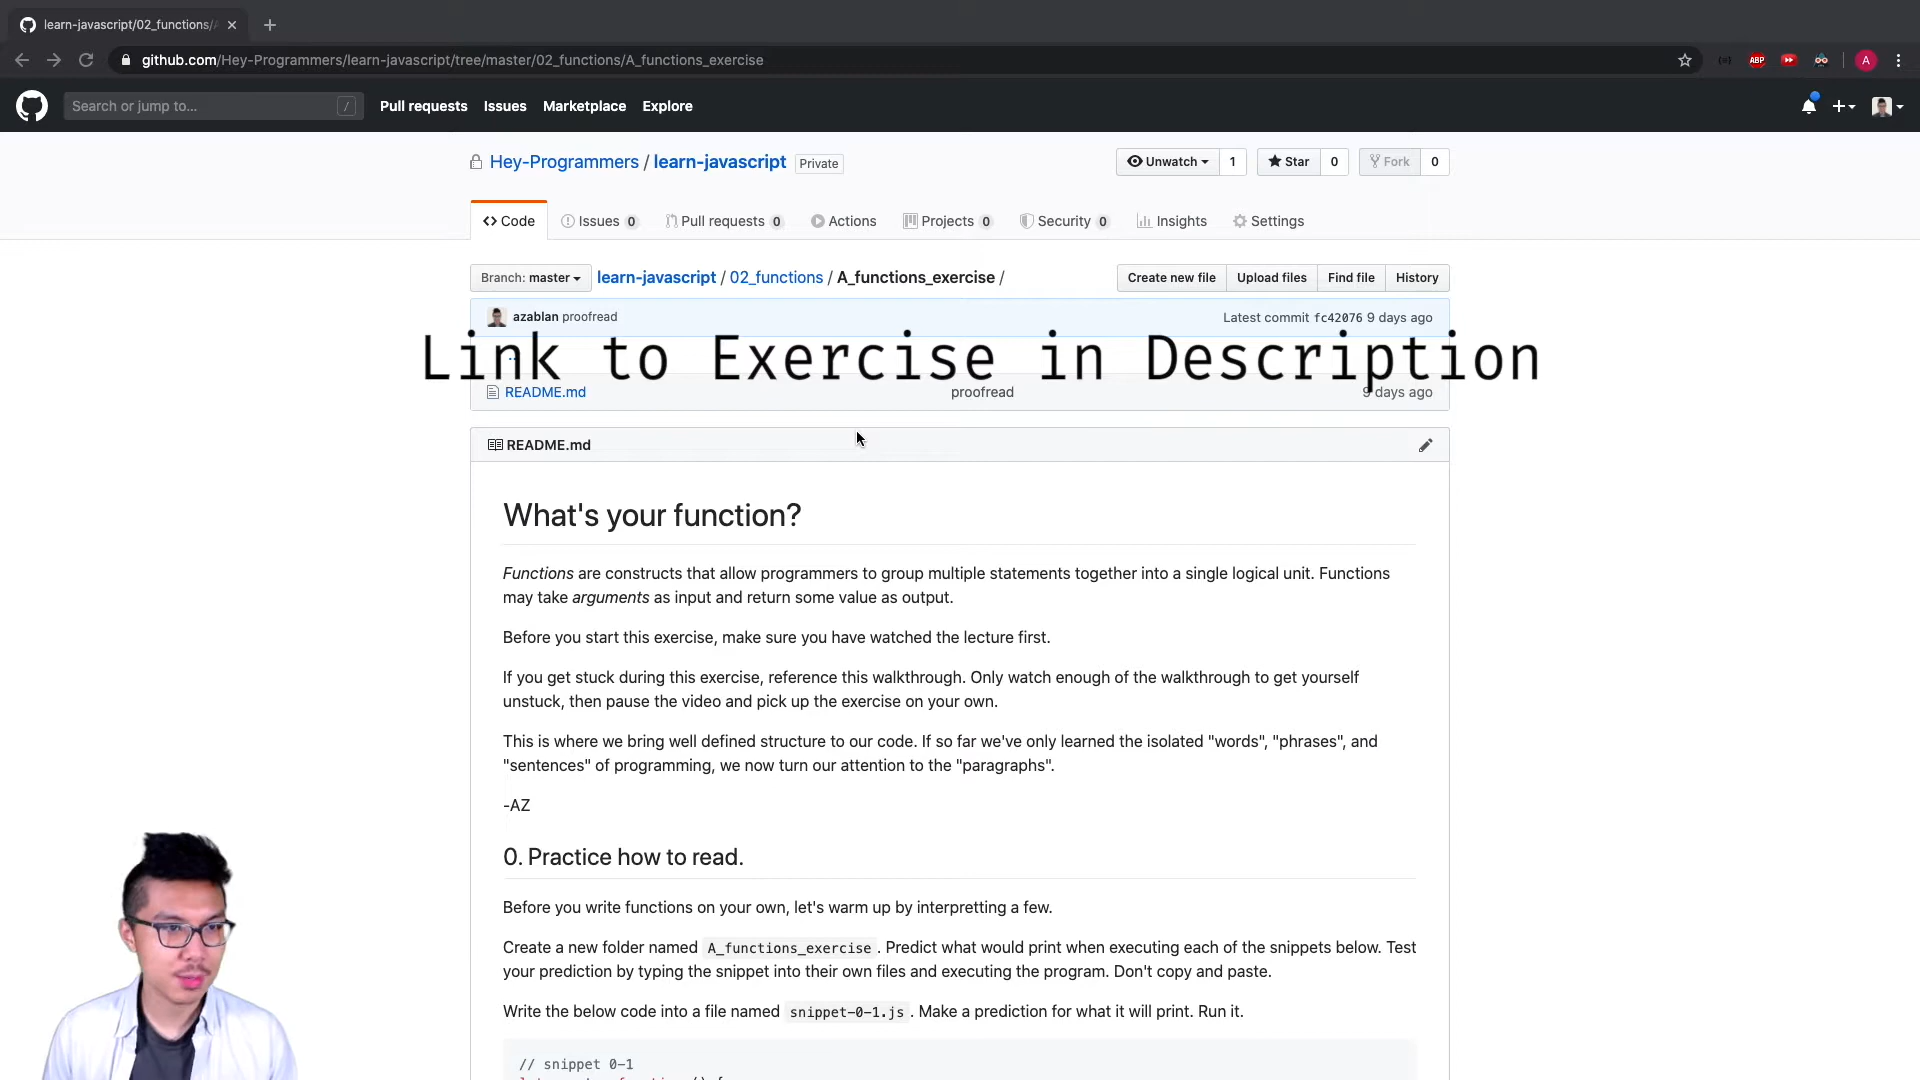 learn-javascript/02_functions/
github.com/Hey-Programmers/learn-javascript/tree/master/02_functions/A_functions_exercise
ABP
A
Search or jump to...
/
Pull requests
Issues
Marketplace
Explore
Hey-Programmers / learn-javascript Private
Unwatch 1
Star 0
Fork 0
Code
Issues 0
Pull requests 0
Actions
Projects 0
Security 0
Insights
Settings
Branch: master
learn-javascript / 02_functions / A_functions_exercise /
Create new file
Upload files
Find file
History
azablan proofread
Latest commit fc42076 9 days ago
Link to Exercise in Description
..
README.md
proofread
9 days ago
README.md
What's your function?
Functions are constructs that allow programmers to group multiple statements together into a single logical unit. Functions
may take arguments as input and return some value as output.
Before you start this exercise, make sure you have watched the lecture first.
If you get stuck during this exercise, reference this walkthrough. Only watch enough of the walkthrough to get yourself
unstuck, then pause the video and pick up the exercise on your own.
This is where we bring well defined structure to our code. If so far we've only learned the isolated "words", "phrases", and
"sentences" of programming, we now turn our attention to the "paragraphs".
-AZ
0. Practice how to read.
Before you write functions on your own, let's warm up by interpretting a few.
Create a new folder named A_functions_exercise . Predict what would print when executing each of the snippets below. Test
your prediction by typing the snippet into their own files and executing the program. Don't copy and paste.
Write the below code into a file named snippet-0-1.js . Make a prediction for what it will print. Run it.
// snippet 0-1